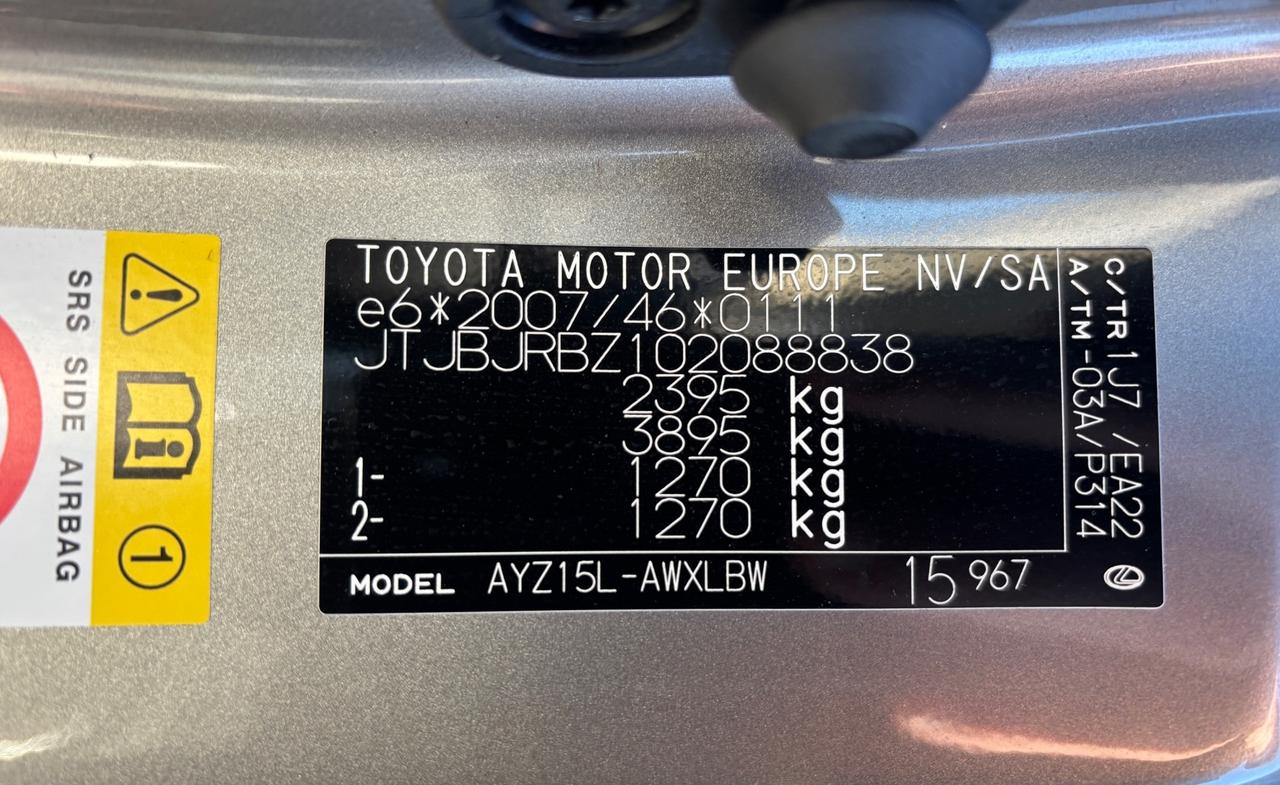 SRS SIDE AIRBAG
1
TOYOTA MOTOR EUROPE NV/SA
e6*2007/46*0111
JTJBJRBZ102088838
2395 kg
3895 kg
1- 1270 kg
2- 1270 kg
MODEL AYZ15L-AWXLBW 15 967
C/TR 1J7 /EA22
A/TM -03A/P314